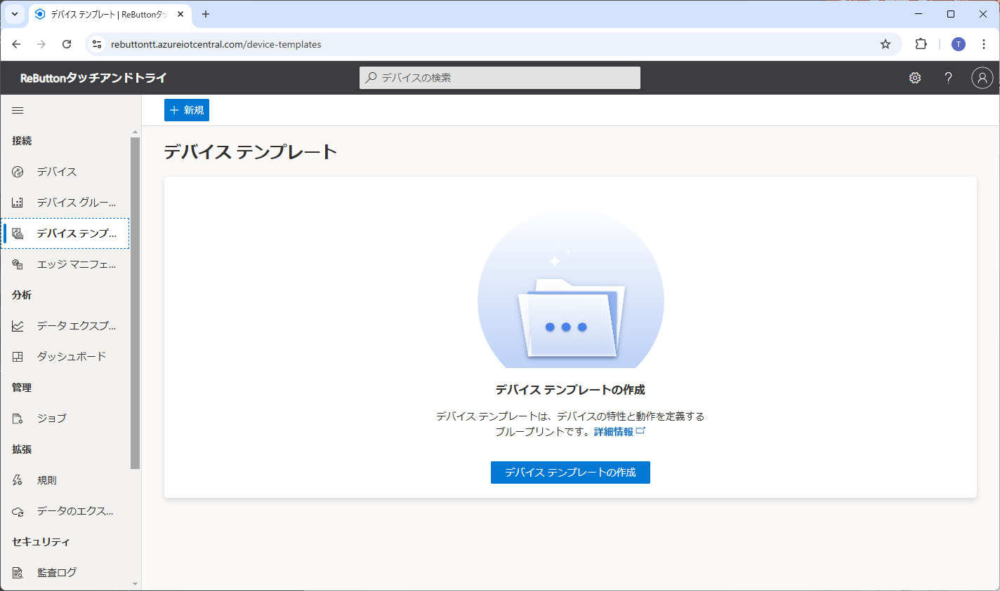 デバイス テンプレート | ReButtonタッ
rebuttontt.azureiotcentral.com/device-templates
T
ReButtonタッチアンドトライ
デバイスの検索
?
+ 新規
接続
デバイス
デバイス グルー...
デバイス テンプ...
エッジ マニフェ...
分析
データ エクスプ...
ダッシュボード
管理
ジョブ
拡張
規則
データのエクス...
セキュリティ
監査ログ
デバイス テンプレート
デバイス テンプレートの作成
デバイス テンプレートは、デバイスの特性と動作を定義する
ブループリントです。詳細情報
デバイス テンプレートの作成